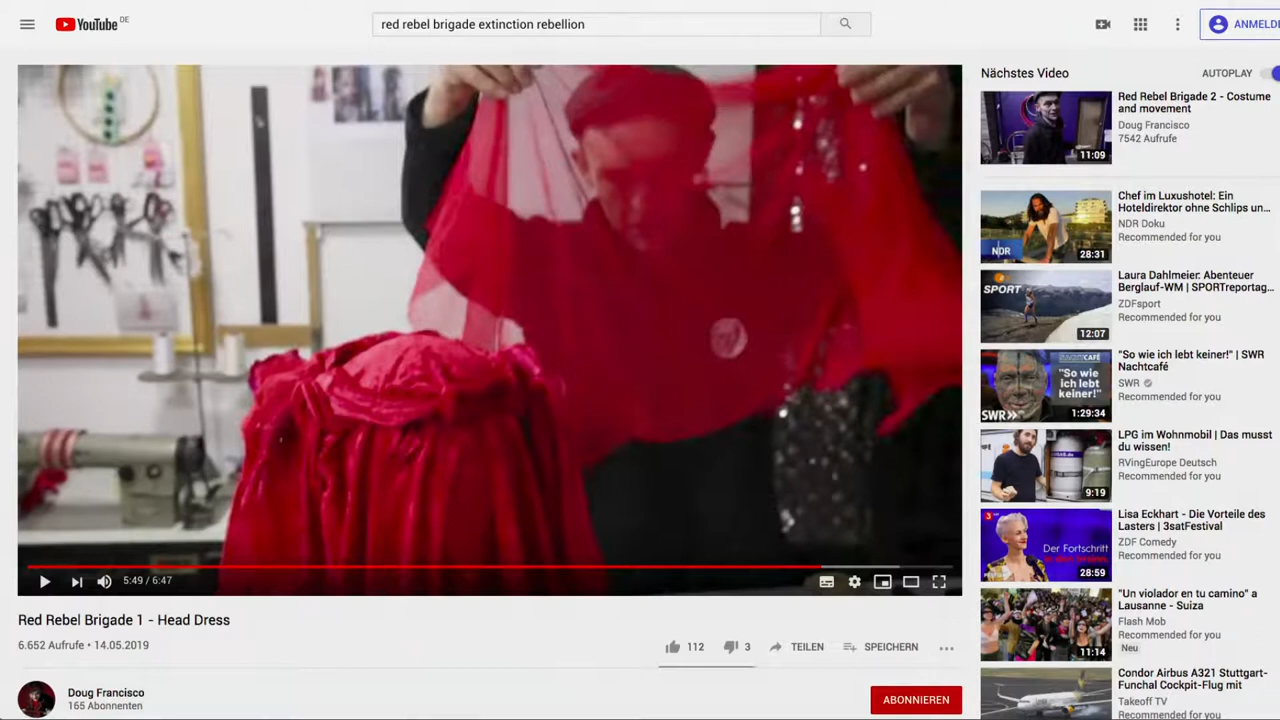 YouTube DE
red rebel brigade extinction rebellion
ANMELDE
5:49 / 6:47
Red Rebel Brigade 1 - Head Dress
6.652 Aufrufe • 14.05.2019
112
3
TEILEN
SPEICHERN
Doug Francisco
165 Abonnenten
ABONNIEREN
Nächstes Video
AUTOPLAY
11:09
Red Rebel Brigade 2 - Costume
and movement
Doug Francisco
7542 Aufrufe
NDR
28:31
Chef im Luxushotel: Ein
Hoteldirektor ohne Schlips un...
NDR Doku
Recommended for you
SPORT
12:07
Laura Dahlmeier: Abenteuer
Berglauf-WM | SPORTreportag...
ZDFsport
Recommended for you
NACHTCAFÉ
"So wie
ich lebt
keiner!"
SWR»
1:29:34
"So wie ich lebt keiner!" | SWR
Nachtcafé
SWR
Recommended for you
9:19
LPG im Wohnmobil | Das musst
du wissen!
RVingEurope Deutsch
Recommended for you
Der Fortschritt
28:59
Lisa Eckhart - Die Vorteile des
Lasters | 3satFestival
ZDF Comedy
Recommended for you
11:14
"Un violador en tu camino" a
Lausanne - Suiza
Flash Mob
Recommended for you
Neu
Condor Airbus A321 Stuttgart-
Funchal Cockpit-Flug mit
Takeoff TV
Recommended for you